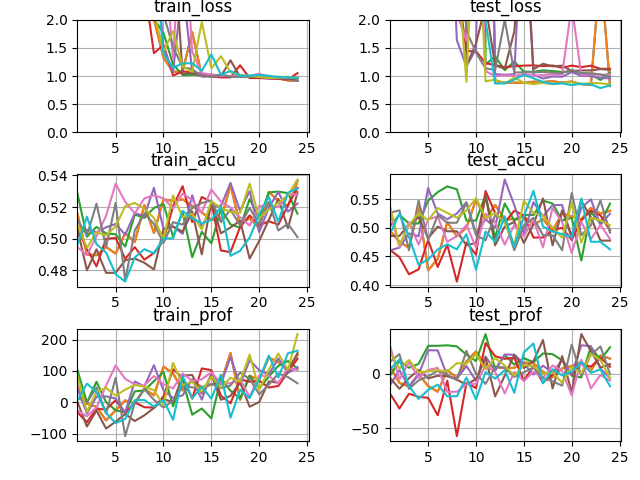 train_loss
2.0
1.5
1.0
0.5
0.0
5 10 15 20 25
test_loss
2.0
1.5
1.0
0.5
0.0
5 10 15 20 25
train_accu
0.54
0.52
0.50
0.48
5 10 15 20 25
test_accu
0.55
0.50
0.45
0.40
5 10 15 20 25
train_prof
200
100
0
−100
5 10 15 20 25
test_prof
0
−50
5 10 15 20 25